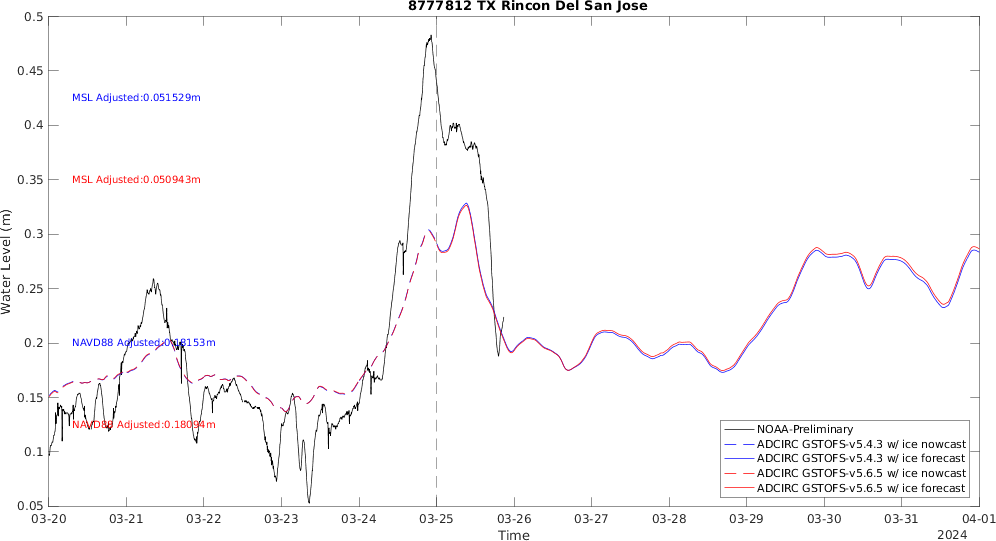 8777812 TX Rincon Del San Jose
0.5
0.45
0.4
0.35
0.3
0.25
0.2
0.15
0.1
0.05
Water Level (m)
MSL Adjusted:0.051529m
MSL Adjusted:0.050943m
NAVD88 Adjusted:0.18153m
NAVD88 Adjusted:0.18094m
NOAA-Preliminary
ADCIRC GSTOFS-v5.4.3 w/ ice nowcast
ADCIRC GSTOFS-v5.4.3 w/ ice forecast
ADCIRC GSTOFS-v5.6.5 w/ ice nowcast
ADCIRC GSTOFS-v5.6.5 w/ ice forecast
03-20 03-21 03-22 03-23 03-24 03-25 03-26 03-27 03-28 03-29 03-30 03-31 04-01
Time
2024